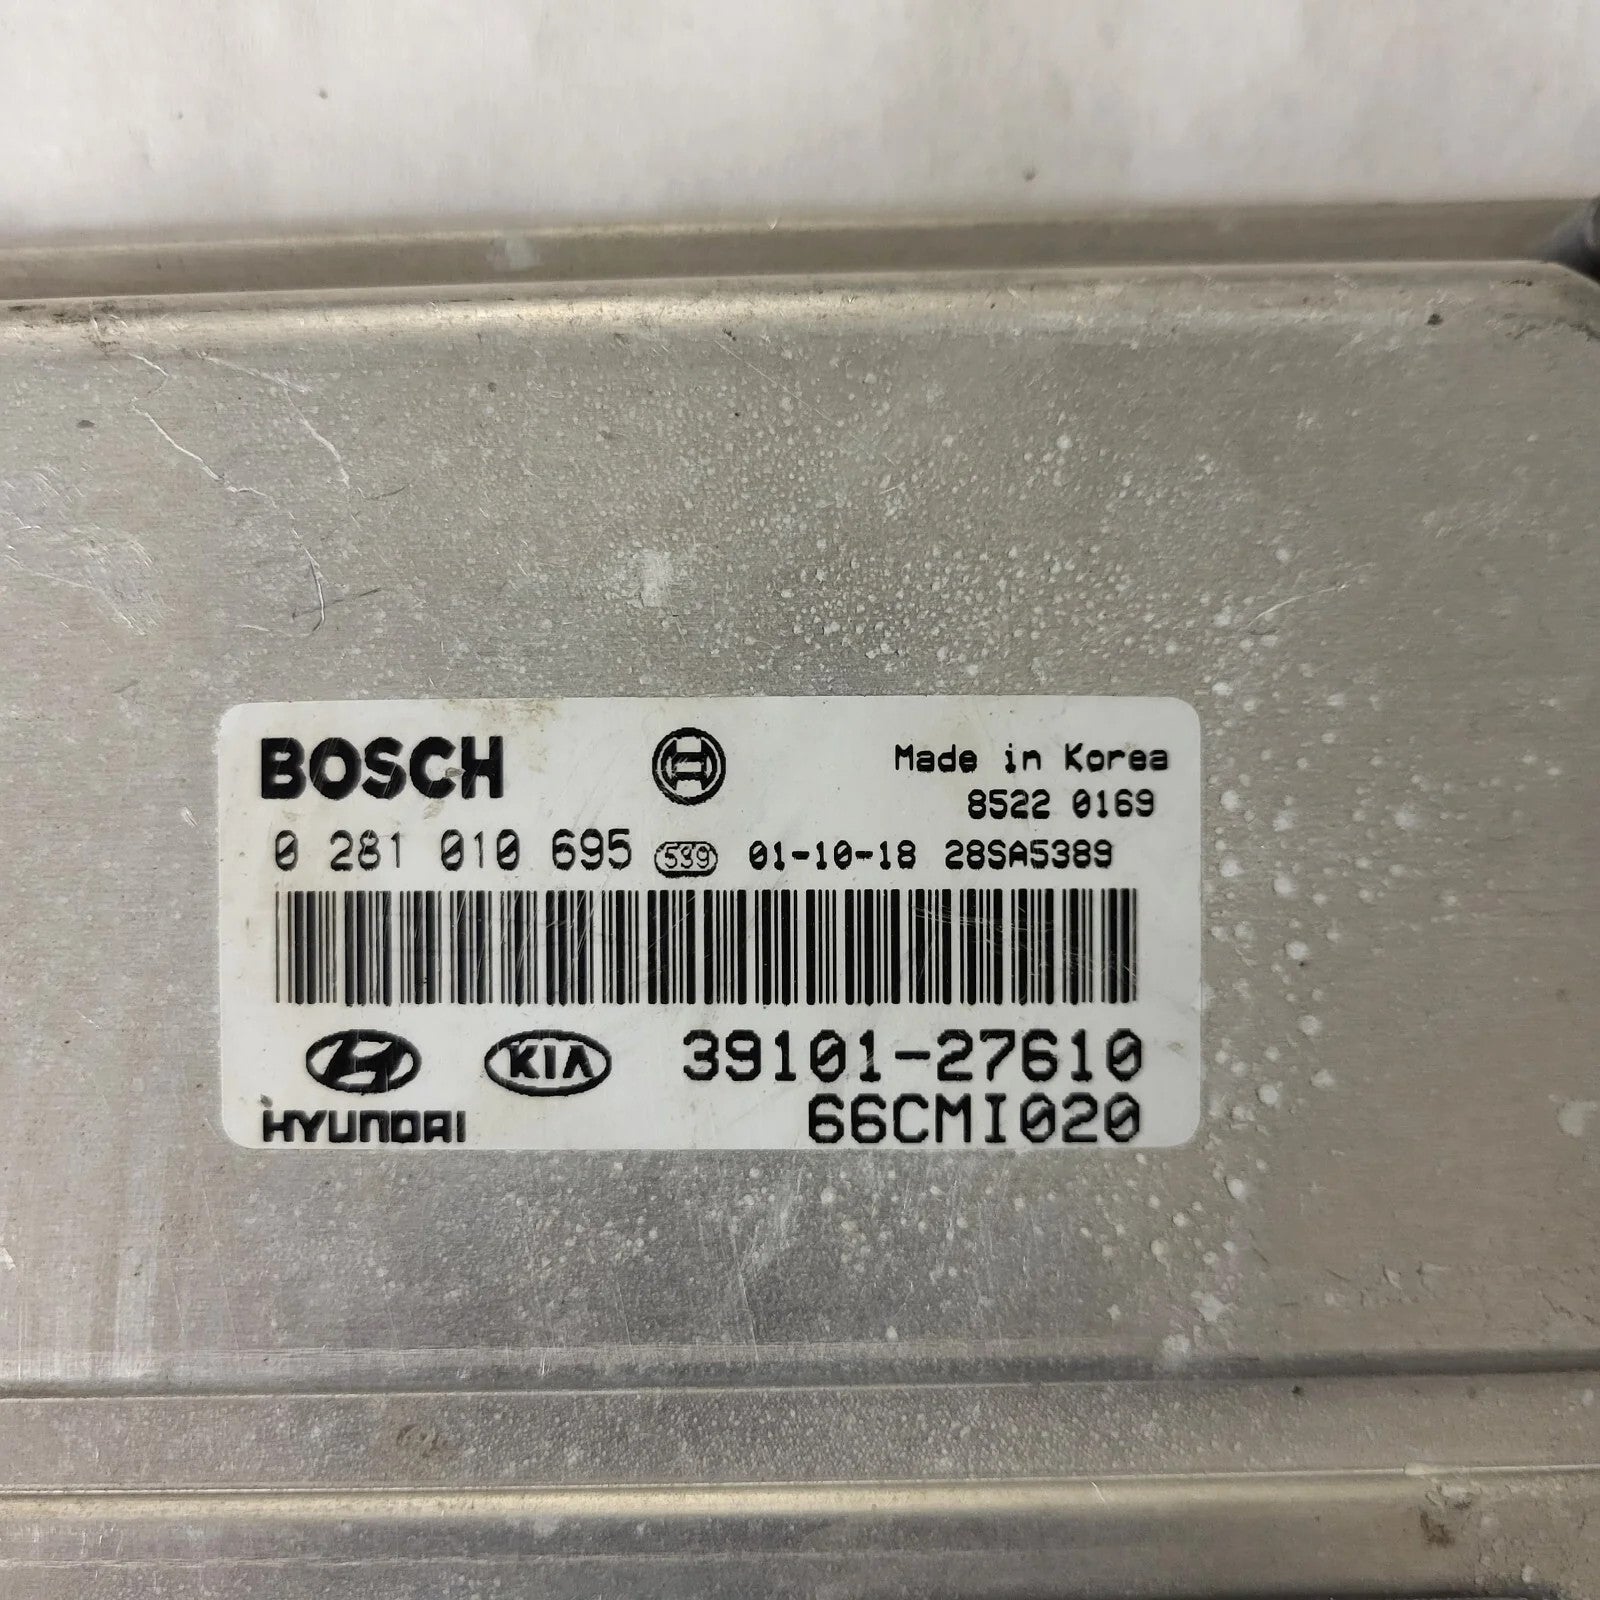 BOSCH
Made in Korea
8522 0169
0 281 010 695 539 01-10-18 28SA5389
KIA 39101-27610
HYUNDAI 66CMI020